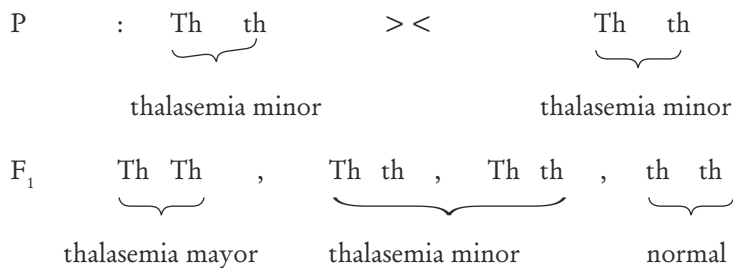 P : Th th > < Th th
thalasemia minor thalasemia minor
F1 Th Th , Th th , Th th , th th
thalasemia mayor thalasemia minor normal